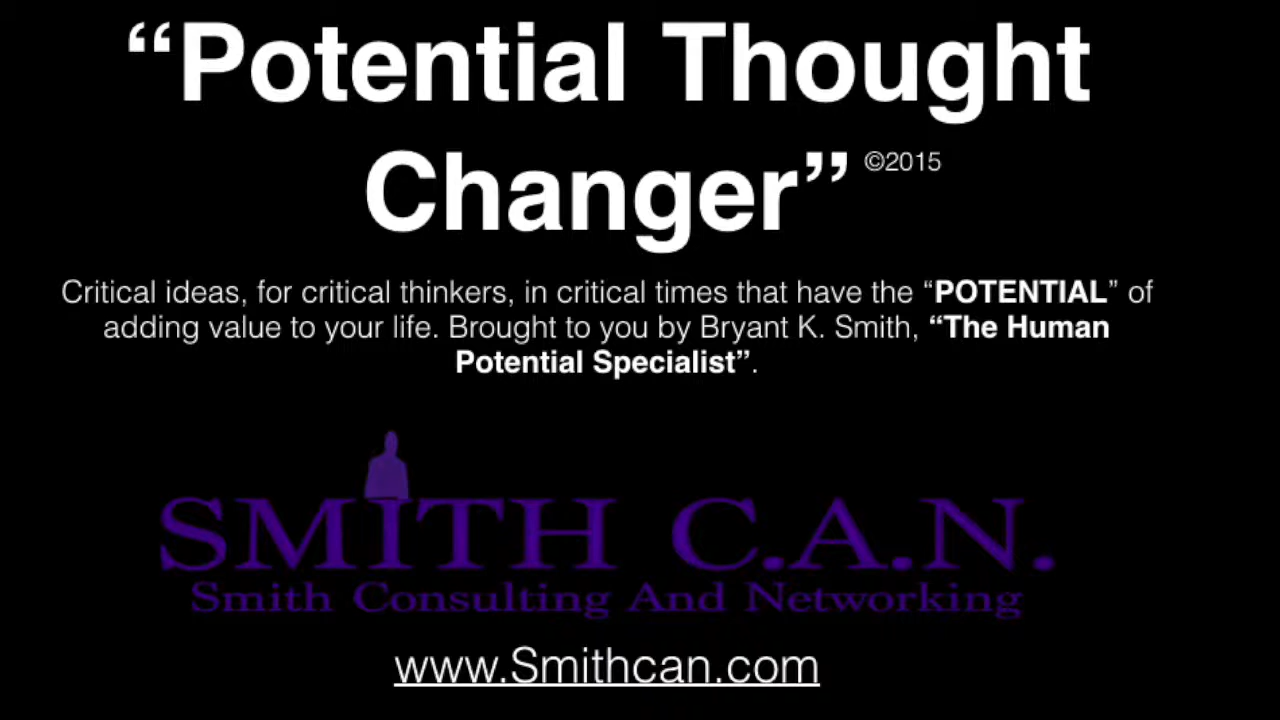 “Potential Thought
Changer” ©2015
Critical ideas, for critical thinkers, in critical times that have the “POTENTIAL” of
adding value to your life. Brought to you by Bryant K. Smith, “The Human
Potential Specialist”.
SMITH C.A.N.
Smith Consulting And Networking
www.Smithcan.com